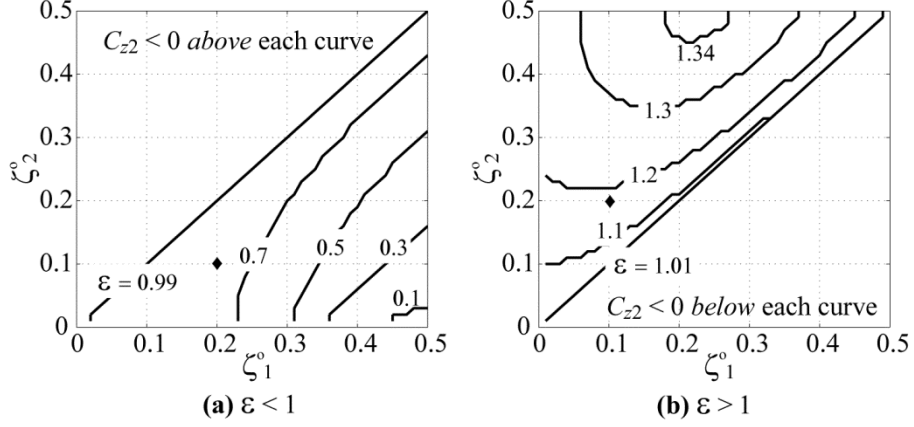 0.5
0.4
0.3
0.2
0.1
0
ζ₂°
C_z2 < 0 above each curve
0.7
0.5
0.3
0.1
ε = 0.99
0 0.1 0.2 0.3 0.4 0.5
ζ₁°
(a) ε < 1
0.5
0.4
0.3
0.2
0.1
0
ζ₂°
1.34
1.3
1.2
1.1
ε = 1.01
C_z2 < 0 below each curve
0 0.1 0.2 0.3 0.4 0.5
ζ₁°
(b) ε > 1